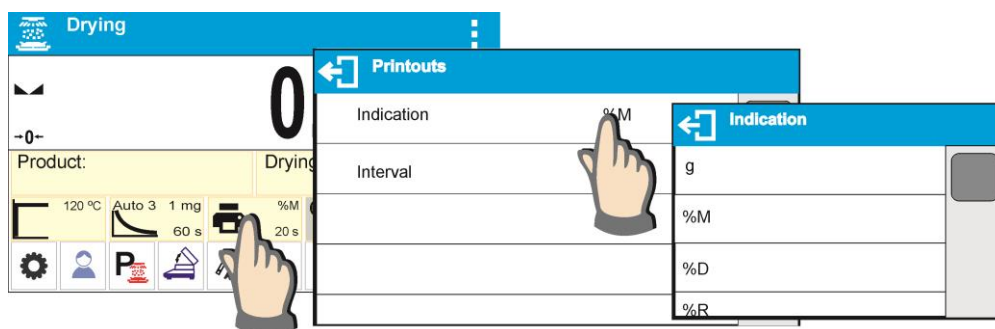 Drying
0
→0←
Product:
Drying
120 ºC
Auto 3 1 mg
60 s
%M
20 s
P
Printouts
Indication %M
Interval
Indication
g
%M
%D
%R